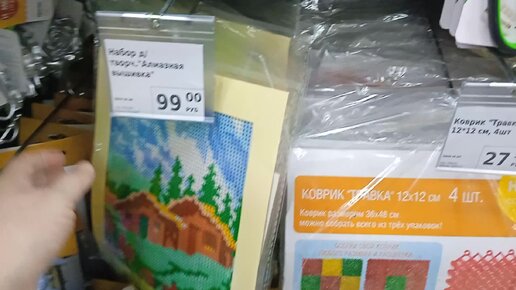 Набор д/
творч."Алмазная
вышивка"
99 00
РУБ
Коврик "Трав
12*12 см, 4шт
27
КОВРИК "ТРАВКА" 12х12 см 4 ШТ.
Коврик размером 36х48 см
можно собрать всего из трёх упаковок!